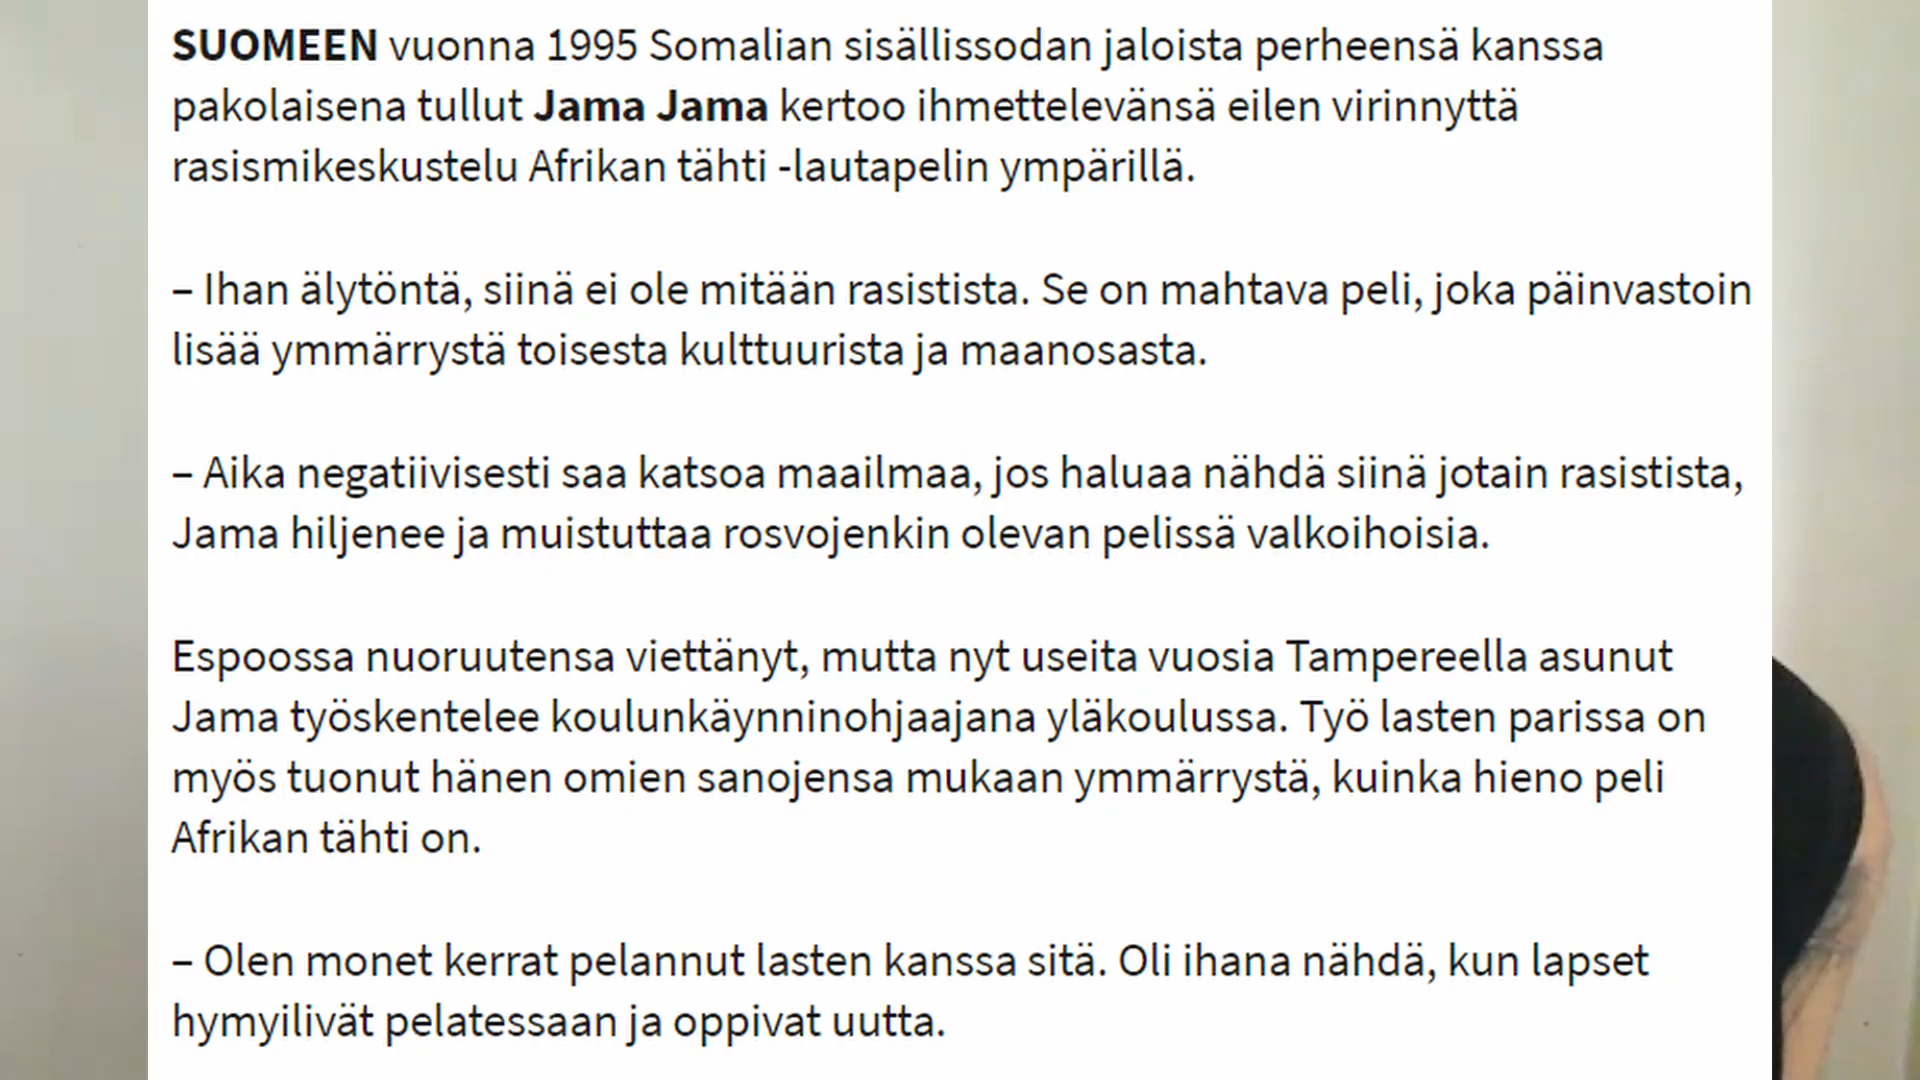 SUOMEEN vuonna 1995 Somalian sisällissodan jaloista perheensä kanssa
pakolaisena tullut Jama Jama kertoo ihmettelevänsä eilen virinnyttä
rasismikeskustelu Afrikan tähti -lautapelin ympärillä.
– Ihan älytöntä, siinä ei ole mitään rasistista. Se on mahtava peli, joka päinvastoin
lisää ymmärrystä toisesta kulttuurista ja maanosasta.
– Aika negatiivisesti saa katsoa maailmaa, jos haluaa nähdä siinä jotain rasistista,
Jama hiljenee ja muistuttaa rosvojenkin olevan pelissä valkoihoisia.
Espoossa nuoruutensa viettänyt, mutta nyt useita vuosia Tampereella asunut
Jama työskentelee koulunkäynninohjaajana yläkoulussa. Työ lasten parissa on
myös tuonut hänen omien sanojensa mukaan ymmärrystä, kuinka hieno peli
Afrikan tähti on.
– Olen monet kerrat pelannut lasten kanssa sitä. Oli ihana nähdä, kun lapset
hymyilivät pelatessaan ja oppivat uutta.